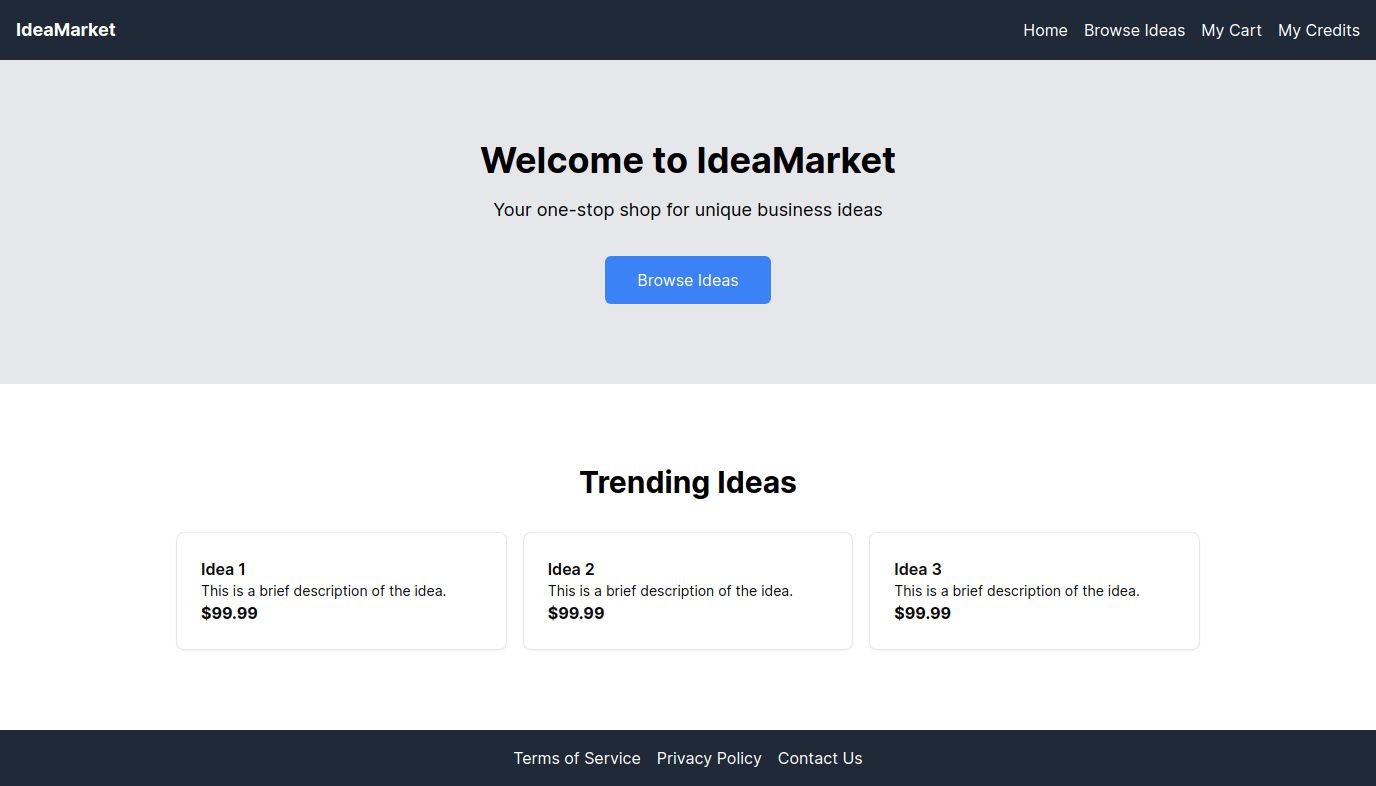 IdeaMarket
Home Browse Ideas My Cart My Credits
Welcome to IdeaMarket
Your one-stop shop for unique business ideas
Browse Ideas
Trending Ideas
Idea 1
This is a brief description of the idea.
$99.99
Idea 2
This is a brief description of the idea.
$99.99
Idea 3
This is a brief description of the idea.
$99.99
Terms of Service Privacy Policy Contact Us